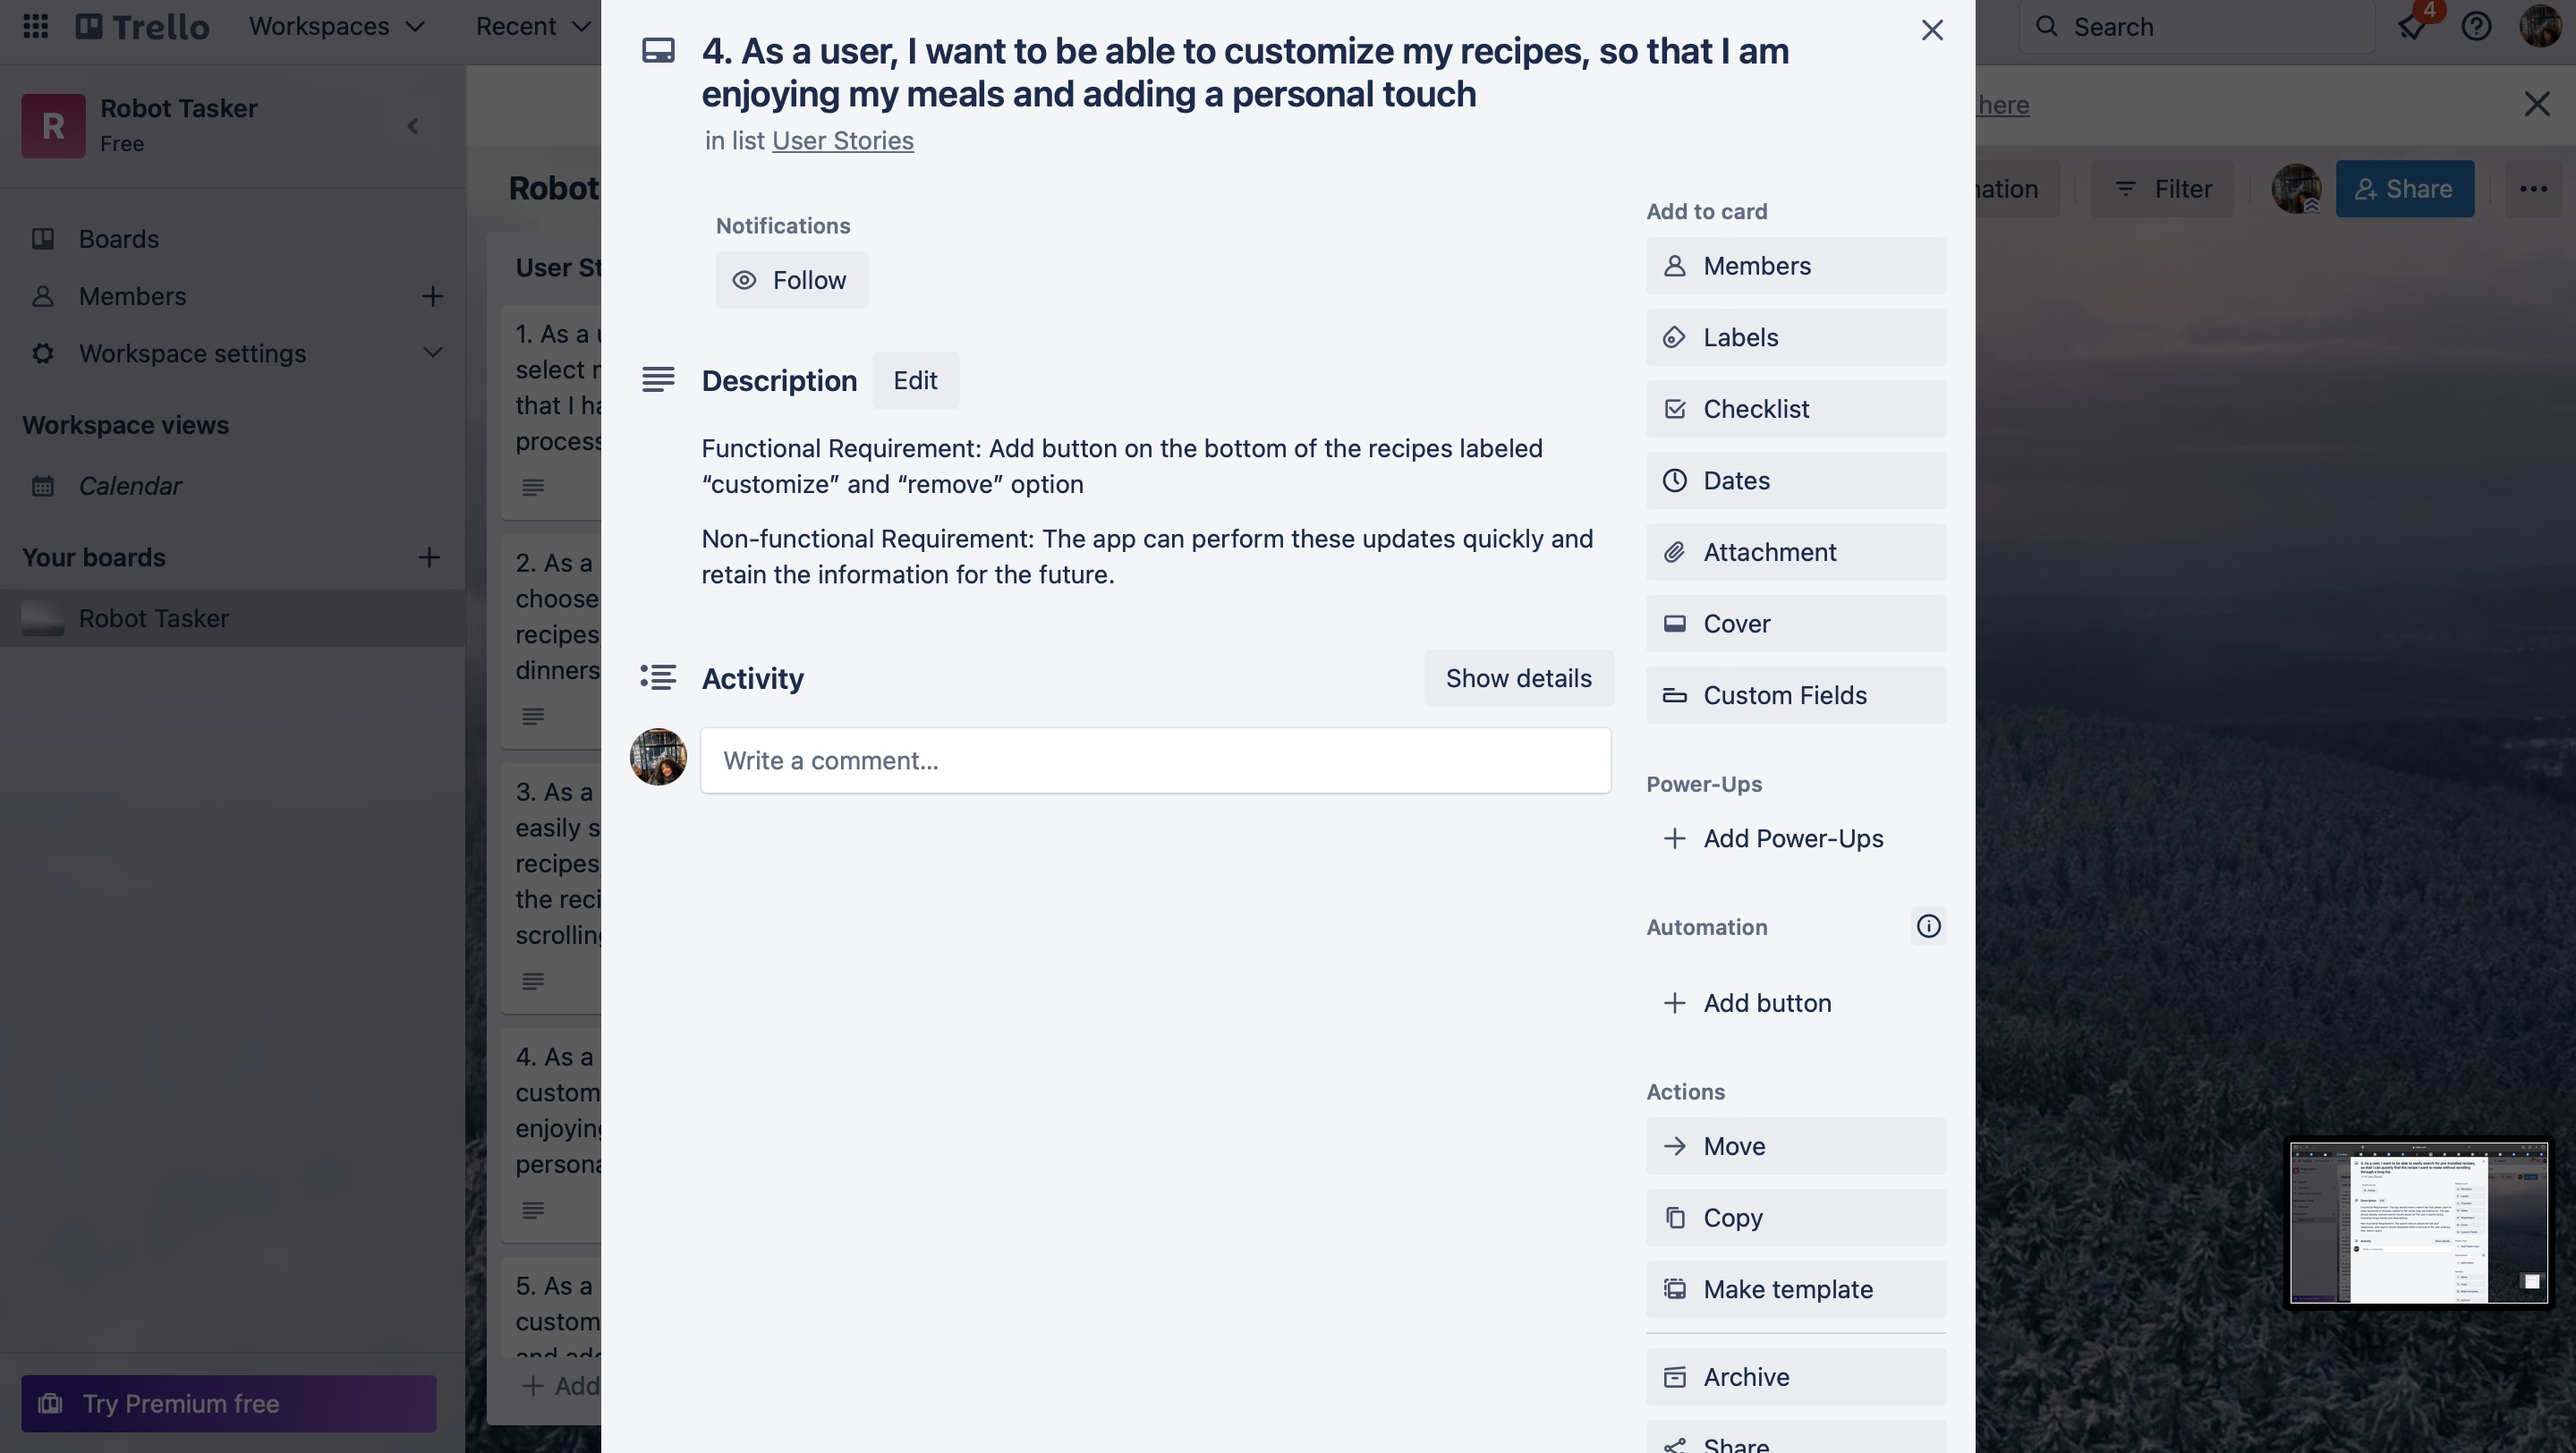 Trello
Workspaces
Recent
Search
4
R
Robot Tasker
Free
Boards
Members
Workspace settings
Workspace views
Calendar
Your boards
Robot Tasker
Try Premium free
Robot
User St
1. As a u
select
that I ha
process
2. As a
choose
recipes
dinners
3. As a
easily s
recipes
the reci
scrolling
4. As a
custom
enjoying
persona
5. As a
custom
and add
Add
4. As a user, I want to be able to customize my recipes, so that I am
enjoying my meals and adding a personal touch
in list User Stories
Notifications
Follow
Description
Edit
Functional Requirement: Add button on the bottom of the recipes labeled
“customize” and “remove” option
Non-functional Requirement: The app can perform these updates quickly and
retain the information for the future.
Activity
Show details
Write a comment...
Add to card
Members
Labels
Checklist
Dates
Attachment
Cover
Custom Fields
Power-Ups
Add Power-Ups
Automation
Add button
Actions
Move
Copy
Make template
Archive
Share
here
nation
Filter
Share